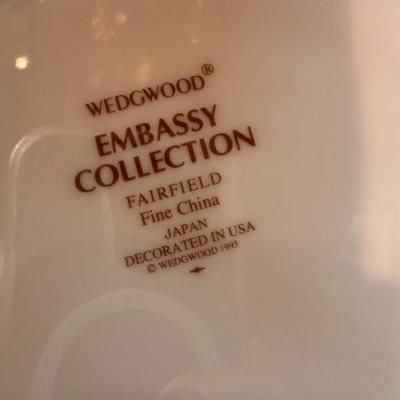 WEDGWOOD®
EMBASSY
COLLECTION
FAIRFIELD
Fine China
JAPAN
DECORATED IN USA
© WEDGWOOD 1995